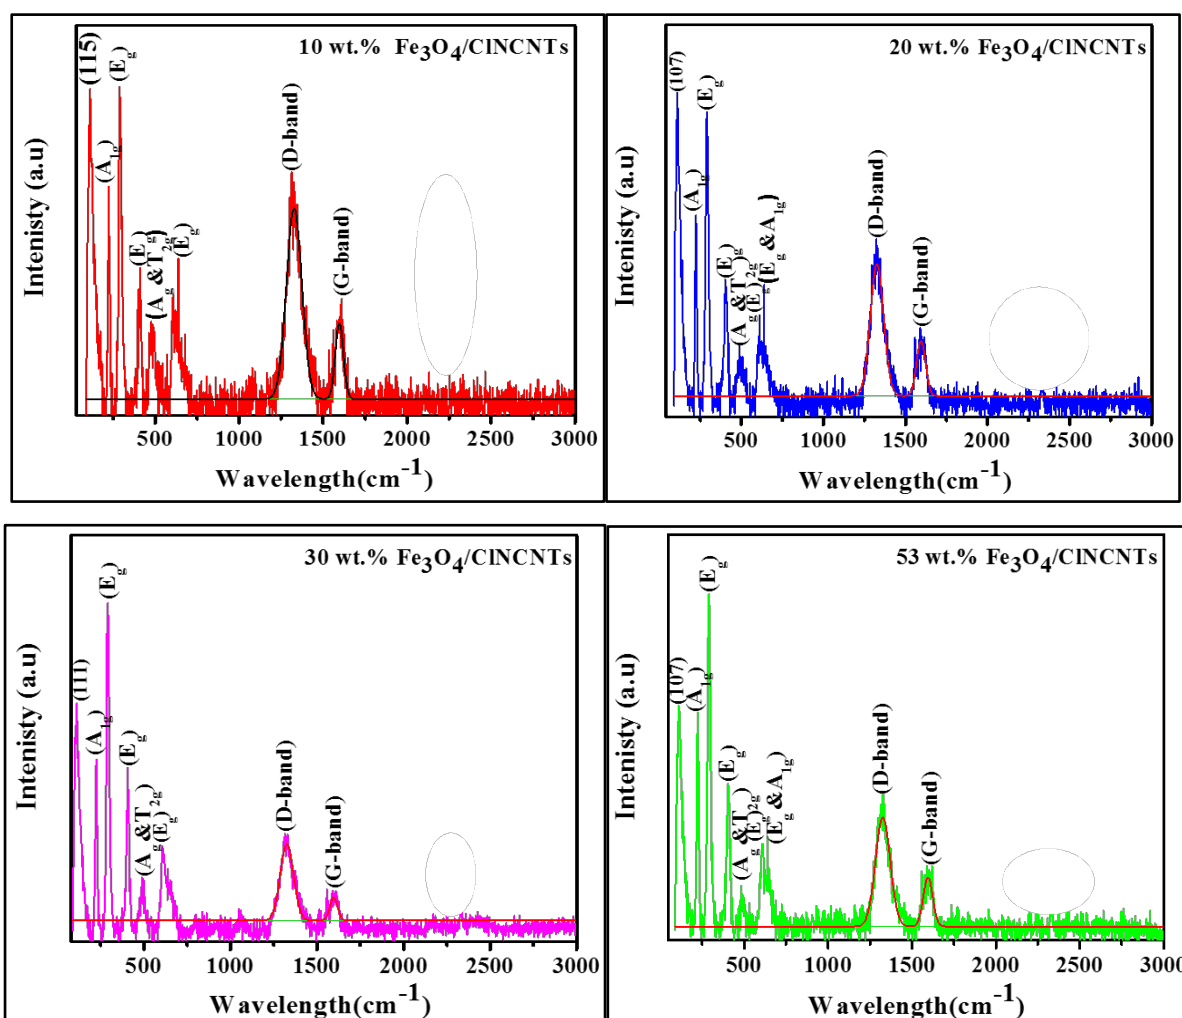 10 wt.% Fe3O4/ClNCNTs
(115)
(A1g)
(Eg)
(Eg)
(Ag &T2g)
(Eg)
(D-band)
(G-band)
Intenisty (a.u)
500 1000 1500 2000 2500 3000
Wavelength(cm-1)
20 wt.% Fe3O4/ClNCNTs
(107)
(A1g)
(Eg)
(Eg)
(Ag &T2g)
(Eg)
(Eg &A1g)
(D-band)
(G-band)
Intenisty (a.u)
500 1000 1500 2000 2500 3000
Wavelength(cm-1)
30 wt.% Fe3O4/ClNCNTs
(111)
(A1g)
(Eg)
(Eg)
(Ag &T2g)
(Eg)
(D-band)
(G-band)
Intenisty (a.u)
500 1000 1500 2000 2500 3000
Wavelength(cm-1)
53 wt.% Fe3O4/ClNCNTs
(107)
(A1g)
(Eg)
(Eg)
(Ag &T2g)
(Eg)
(Eg &A1g)
(D-band)
(G-band)
Intenisty (a.u)
500 1000 1500 2000 2500 3000
Wavelength(cm-1)